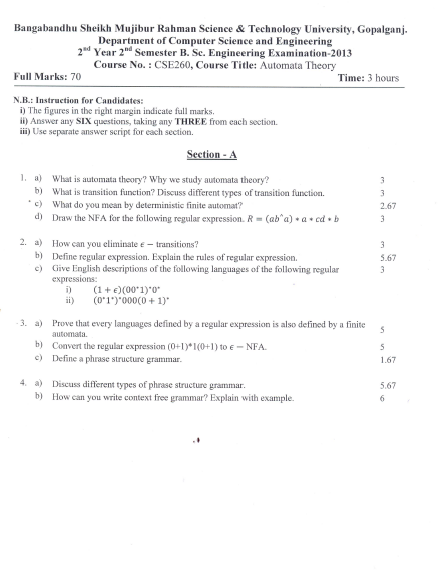 Bangabandhu Sheikh Mujibur Rahman Science & Technology University, Gopalganj.
Department of Computer Science and Engineering
2nd Year 2nd Semester B. Sc. Engineering Examination-2013
Course No. : CSE260, Course Title: Automata Theory
Full Marks: 70 Time: 3 hours
N.B.: Instruction for Candidates:
i) The figures in the right margin indicate full marks.
ii) Answer any SIX questions, taking any THREE from each section.
iii) Use separate answer script for each section.
Section - A
1. a) What is automata theory? Why we study automata theory? 3
b) What is transition function? Discuss different types of transition function. 3
c) What do you mean by deterministic finite automat? 2.67
d) Draw the NFA for the following regular expression. R = (ab^a) * a * cd * b 3
2. a) How can you eliminate ϵ − transitions? 3
b) Define regular expression. Explain the rules of regular expression. 5.67
c) Give English descriptions of the following languages of the following regular 3
expressions:
i) (1 + ϵ)(00*1)*0*
ii) (0*1*)*000(0 + 1)*
3. a) Prove that every languages defined by a regular expression is also defined by a finite 5
automata.
b) Convert the regular expression (0+1)*1(0+1) to ϵ − NFA. 5
c) Define a phrase structure grammar. 1.67
4. a) Discuss different types of phrase structure grammar. 5.67
b) How can you write context free grammar? Explain with example. 6